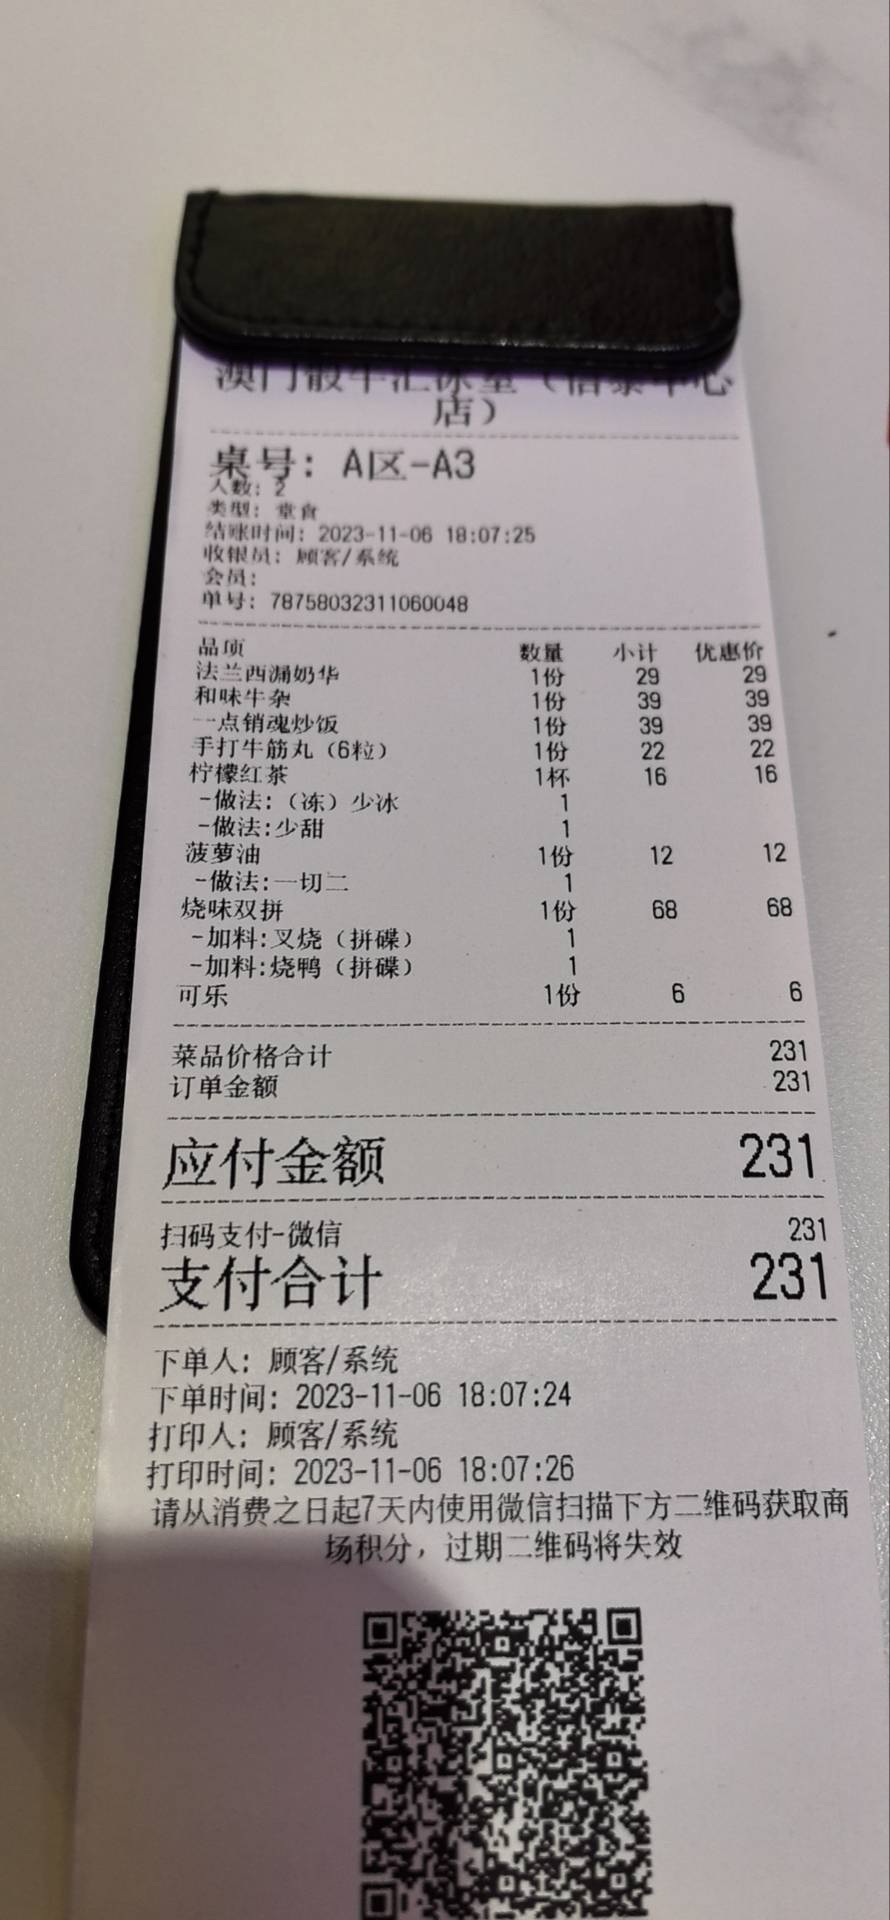 澳门骰牛汇冰室（信泰中心
店）
桌号: A区-A3
人数: 2
类型: 堂食
结账时间: 2023-11-06 18:07:25
收银员: 顾客/系统
会员:
单号: 78758032311060048
品项 数量 小计 优惠价
法兰西漏奶华 1份 29 29
和味牛杂 1份 39 39
一点销魂炒饭 1份 39 39
手打牛筋丸（6粒） 1份 22 22
柠檬红茶 1杯 16 16
-做法:（冻）少冰 1
-做法:少甜 1
菠萝油 1份 12 12
-做法:一切二 1
烧味双拼 1份 68 68
-加料:叉烧（拼碟） 1
-加料:烧鸭（拼碟） 1
可乐 1份 6 6
菜品价格合计 231
订单金额 231
应付金额 231
扫码支付-微信 231
支付合计 231
下单人: 顾客/系统
下单时间: 2023-11-06 18:07:24
打印人: 顾客/系统
打印时间: 2023-11-06 18:07:26
请从消费之日起7天内使用微信扫描下方二维码获取商
场积分，过期二维码将失效